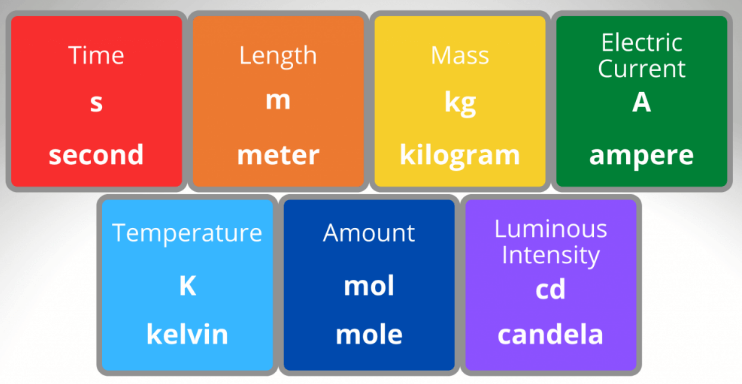 Time
s
second
Length
m
meter
Mass
kg
kilogram
Electric
Current
A
ampere
Temperature
K
kelvin
Amount
mol
mole
Luminous
Intensity
cd
candela